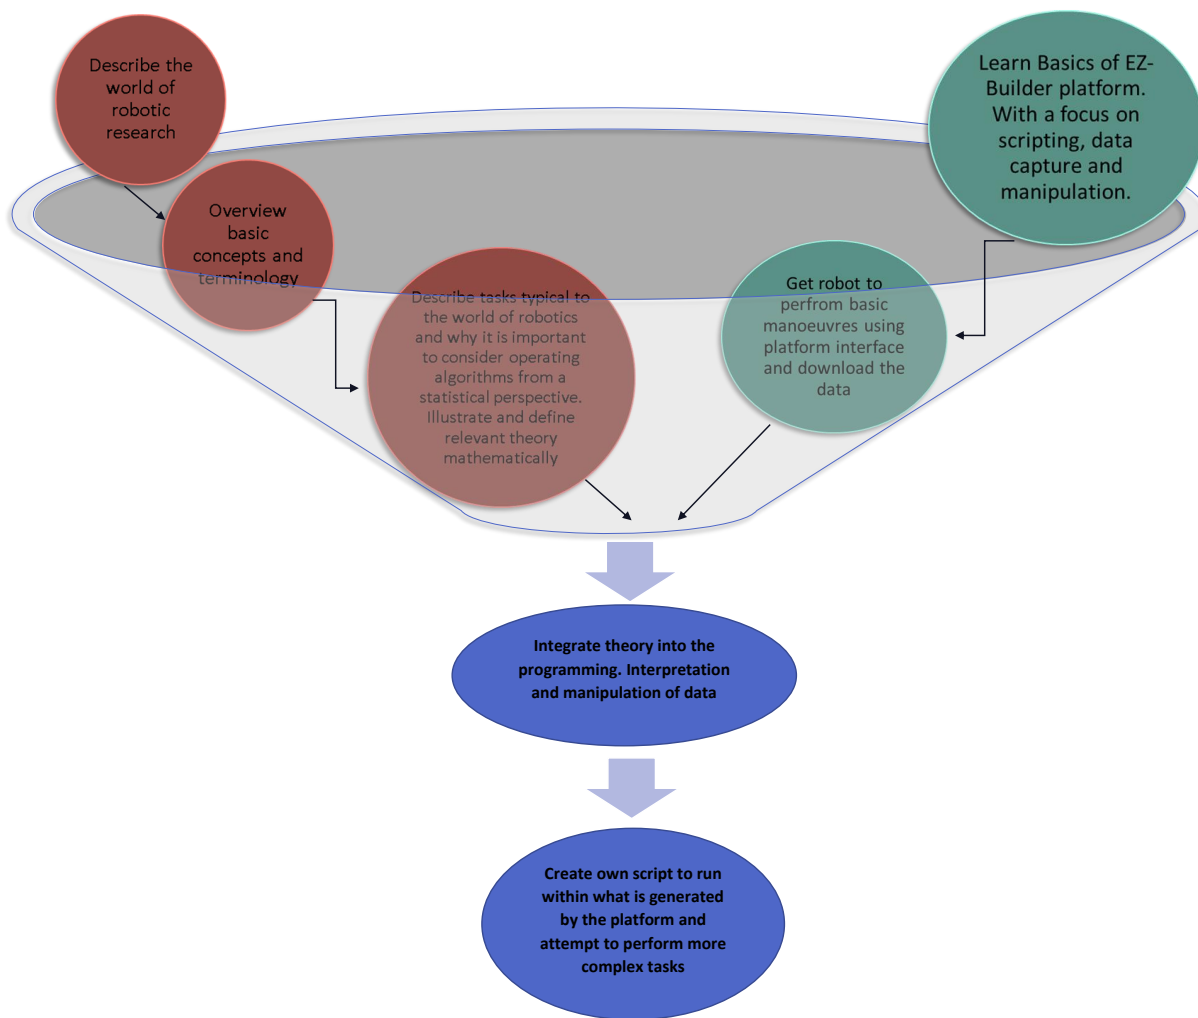 Describe the
world of
robotic
research
Overview
basic
concepts and
terminology
Describe tasks typical to
the world of robotics
and why it is important
to consider operating
algorithms from a
statistical perspective.
Illustrate and define
relevant theory
mathematically
Learn Basics of EZ-
Builder platform.
With a focus on
scripting, data
capture and
manipulation.
Get robot to
perfrom basic
manoeuvres using
platform interface
and download the
data
Integrate theory into the
programming. Interpretation
and manipulation of data
Create own script to run
within what is generated
by the platform and
attempt to perform more
complex tasks